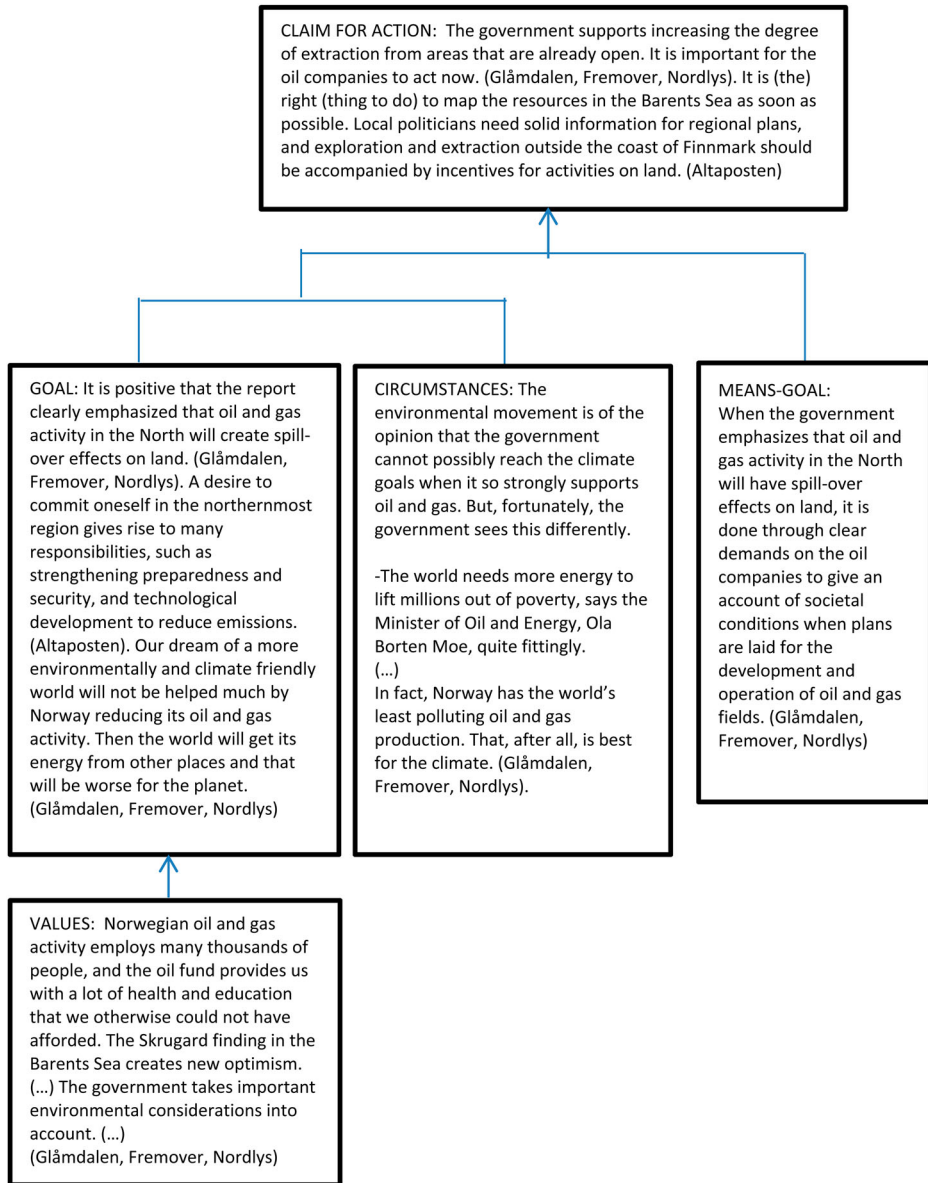 CLAIM FOR ACTION:  The government supports increasing the degree
of extraction from areas that are already open. It is important for the
oil companies to act now. (Glåmdalen, Fremover, Nordlys). It is (the)
right (thing to do) to map the resources in the Barents Sea as soon as
possible. Local politicians need solid information for regional plans,
and exploration and extraction outside the coast of Finnmark should
be accompanied by incentives for activities on land. (Altaposten)
GOAL: It is positive that the report
clearly emphasized that oil and gas
activity in the North will create spill-
over effects on land. (Glåmdalen,
Fremover, Nordlys). A desire to
commit oneself in the northernmost
region gives rise to many
responsibilities, such as
strengthening preparedness and
security, and technological
development to reduce emissions.
(Altaposten). Our dream of a more
environmentally and climate friendly
world will not be helped much by
Norway reducing its oil and gas
activity. Then the world will get its
energy from other places and that
will be worse for the planet.
(Glåmdalen, Fremover, Nordlys)
CIRCUMSTANCES: The
environmental movement is of the
opinion that the government
cannot possibly reach the climate
goals when it so strongly supports
oil and gas. But, fortunately, the
government sees this differently.
-The world needs more energy to
lift millions out of poverty, says the
Minister of Oil and Energy, Ola
Borten Moe, quite fittingly.
(…)
In fact, Norway has the world’s
least polluting oil and gas
production. That, after all, is best
for the climate. (Glåmdalen,
Fremover, Nordlys).
MEANS-GOAL:
When the government
emphasizes that oil and
gas activity in the North
will have spill-over
effects on land, it is
done through clear
demands on the oil
companies to give an
account of societal
conditions when plans
are laid for the
development and
operation of oil and gas
fields. (Glåmdalen,
Fremover, Nordlys)
VALUES:  Norwegian oil and gas
activity employs many thousands of
people, and the oil fund provides us
with a lot of health and education
that we otherwise could not have
afforded. The Skrugard finding in the
Barents Sea creates new optimism.
(…) The government takes important
environmental considerations into
account. (…)
(Glåmdalen, Fremover, Nordlys)